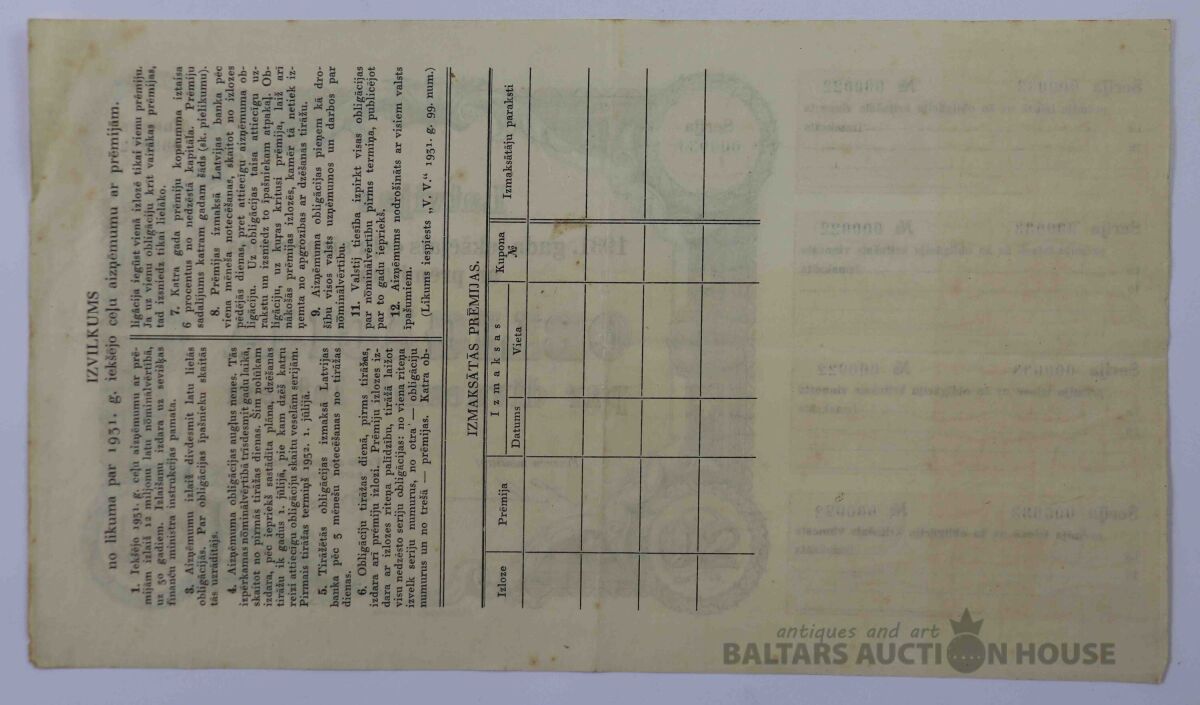 IZVILKUMS
no likuma par 1931. g. iekšējo ceļu aizņēmumu ar prēmijām.
1. Iekšējo 1931. g. ceļu aizņēmumu ar prē-
mijām izlaiž 12 miljonu latu nōminālvērtībā,
uz 50 gadiem. Izlaišanu izdara uz sevišķas
finanču ministra instrukcijas pamata.
3. Aizņēmumu izlaiž divdesmit latu lielās
obligācijās. Par obligācijas īpašnieku skaitās
tās uzrādītājs.
4. Aizņēmuma obligācijas augļus nenes. Tās
izpērkamas nōminālvērtībā trīsdesmit gadu laikā,
skaitot no pirmās tirāžas dienas. Šim nolūkam
izdara, pēc iepriekš sastādīta plāna, dzēšanas
tirāžu ik gadus 1. jūlijā, pie kam dzēš katru
reizi attiecīgu obligāciju skaitu veselām serijām.
Pirmais tirāžas termiņš 1932. 1. jūlijā.
5. Tirāžētās obligācijas izmaksā Latvijas
banka pēc 3 mēnešu notecēšanas no tirāžas
dienas.
6. Obligāciju tirāžas dienā, pirms tirāžas,
izdara arī prēmiju izlozi. Prēmiju izlozes iz-
dara ar izlozes riteņa palīdzību, tirāžā laižot
visu nedzēsto seriju obligācijas: no viena riteņa
izvelk seriju numurus, no otra — obligāciju
numurus un no trešā — prēmijas. Katra ob-
ligācija iegūst vienā izlozē tikai vienu prēmiju.
Ja uz vienu obligāciju krīt vairākas prēmijas,
tad izsniedz tikai lielāko.
7. Katra gada prēmiju kopsumma iztaisa
6 procentus no nedzēstā kapitāla. Prēmiju
sadalījums katram gadam šāds (sk. pielikumu).
8. Prēmijas izmaksā Latvijas banka pēc
viena mēneša notecēšanas, skaitot no izlozes
pēdējās dienas, pret attiecīgu aizņēmuma ob-
ligāciju. Uz obligācijas taisa attiecīgu uz-
rakstu un izsniedz to īpašniekam atpakaļ. Ob-
ligāciju, uz kuŗas kritusi prēmija, laiž arī
nākošās prēmijas izlozēs, kamēr tā netiek iz-
ņemta no apgrozības ar dzēšanas tirāžu.
9. Aizņēmuma obligācijas pieņem kā dro-
šību visos valsts uzņēmumos un darbos par
nōminālvērtību.
11. Valstij tiesība izpirkt visas obligācijas
par nōminālvērtību pirms termiņa, publicējot
par to gadu iepriekš.
12. Aizņēmums nodrošināts ar visiem valsts
īpašumiem.
(Likums iespiests „V. V.“ 1931. g. 99. num.)
IZMAKSĀTĀS PRĒMIJAS.
Izloze Prēmija Izmaksas Kupona № Izmaksātāju paraksti
Datums Vieta
antiques and art
BALTARS AUCTION HOUSE